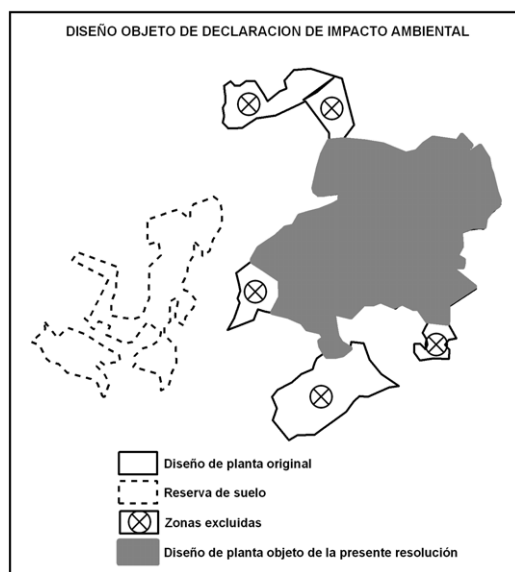 DISEÑO OBJETO DE DECLARACION DE IMPACTO AMBIENTAL
Diseño de planta original
Reserva de suelo
Zonas excluidas
Diseño de planta objeto de la presente resolución